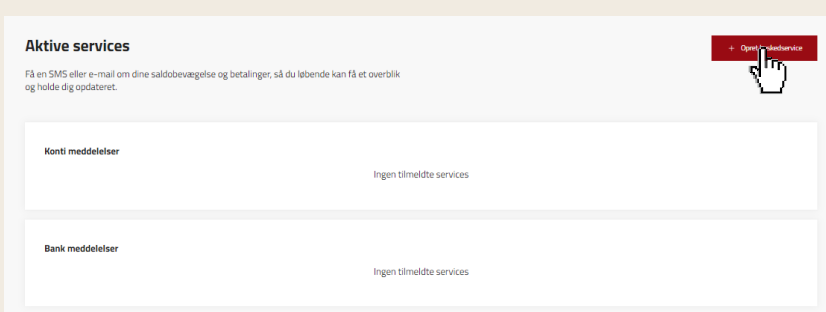 Aktive services
+ Opret
Få en SMS eller e-mail om dine saldobevægelse og betalinger, så du løbende kan få et overblik
og holde dig opdateret.
Konti meddelelser
Ingen tilmeldte services
Bank meddelelser
Ingen tilmeldte services